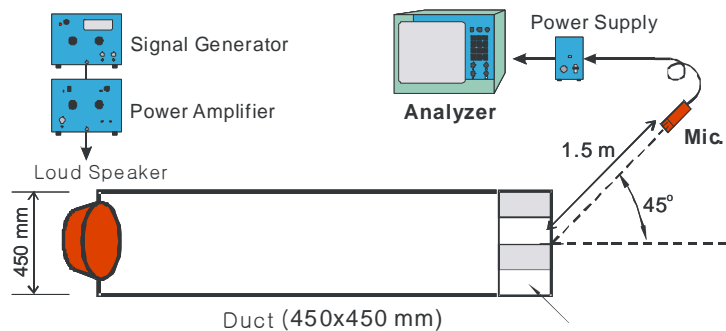 Signal Generator
Power Amplifier
Loud Speaker
Power Supply
Analyzer
Mic.
1.5 m
45°
450 mm
Duct (450x450 mm)